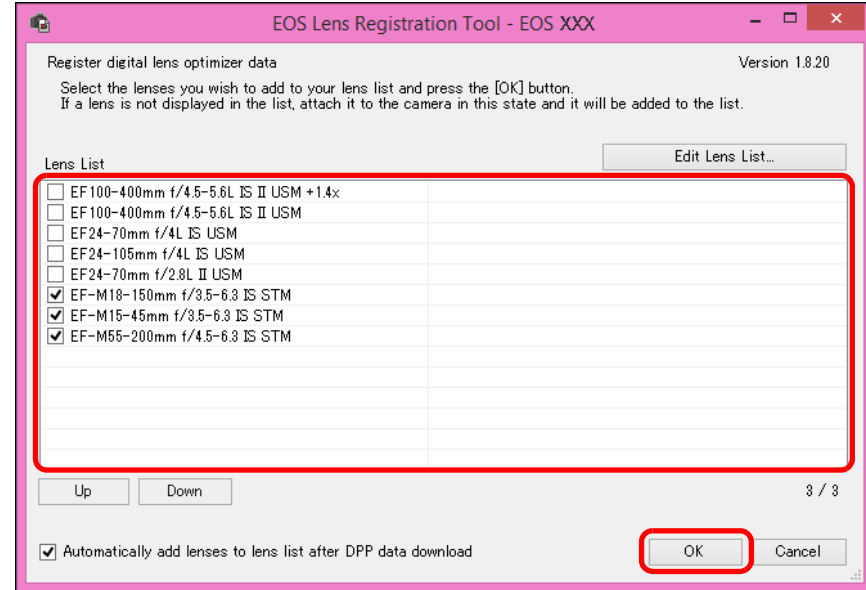 EOS Lens Registration Tool - EOS XXX
Register digital lens optimizer data
Version 1.8.20
Select the lenses you wish to add to your lens list and press the [OK] button.
If a lens is not displayed in the list, attach it to the camera in this state and it will be added to the list.
Edit Lens List...
Lens List
EF100-400mm f/4.5-5.6L IS II USM +1.4x
EF100-400mm f/4.5-5.6L IS II USM
EF24-70mm f/4L IS USM
EF24-105mm f/4L IS USM
EF24-70mm f/2.8L II USM
EF-M18-150mm f/3.5-6.3 IS STM
EF-M15-45mm f/3.5-6.3 IS STM
EF-M55-200mm f/4.5-6.3 IS STM
Up
Down
3 / 3
Automatically add lenses to lens list after DPP data download
OK
Cancel